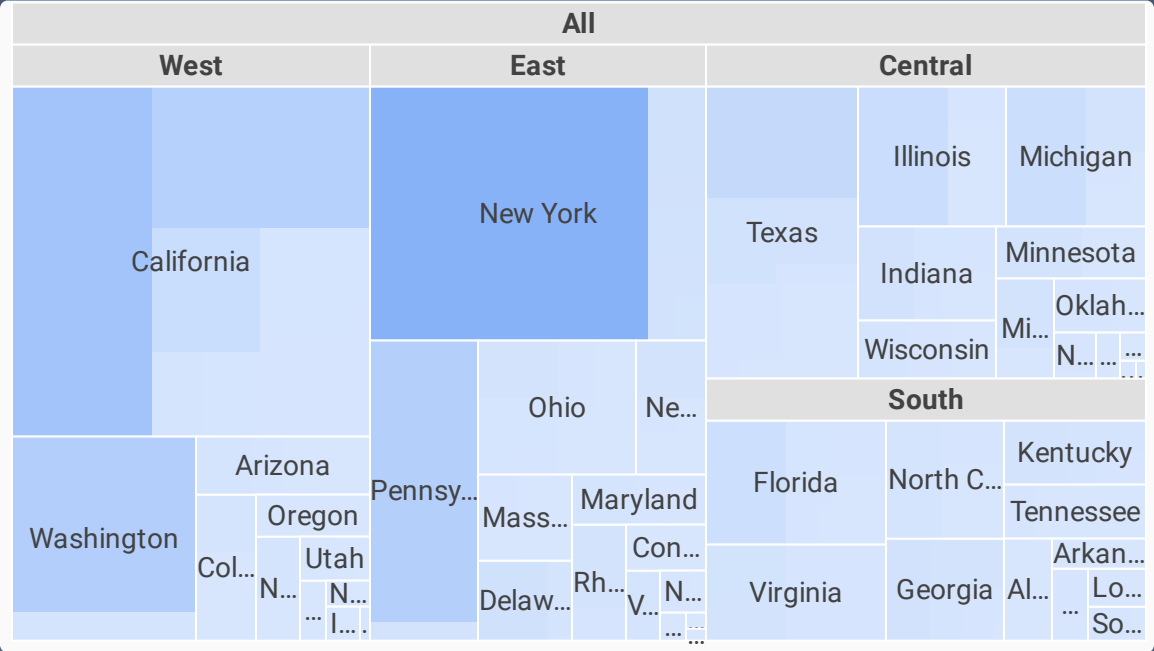 All
West
East
Central
California
Washington
Arizona
Oregon
Col...
N...
Utah
...
N...
I...
.
New York
Pennsy...
Ohio
Ne...
Mass...
Maryland
Delaw...
Rh...
Con...
V...
N...
...
...
...
Texas
Illinois
Michigan
Indiana
Minnesota
Wisconsin
Mi...
Oklah...
N...
...
...
...
South
Florida
North C...
Kentucky
Tennessee
Virginia
Georgia
Al...
Arkan...
...
Lo...
So...